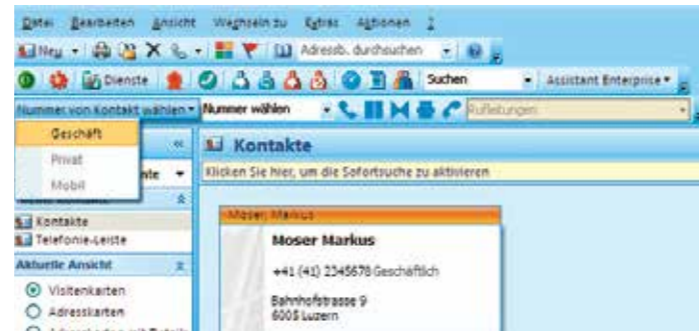 Datei Bearbeiten Ansicht Wechseln zu Extras Aktionen ?
Neu Adressb. durchsuchen
Dienste Suchen Assistant Enterprise
Nummer von Kontakt wählen Nummer wählen Rufleitungen
Geschäft
Privat
Mobil
Kontakte
Klicken Sie hier, um die Sofortsuche zu aktivieren
Kontakte
Telefonie-Leiste
Aktuelle Ansicht
Visitenkarten
Adresskarten
Moser, Markus
Moser Markus
+41 (41) 2345678 Geschäftlich
Bahnhofstrasse 9
6005 Luzern